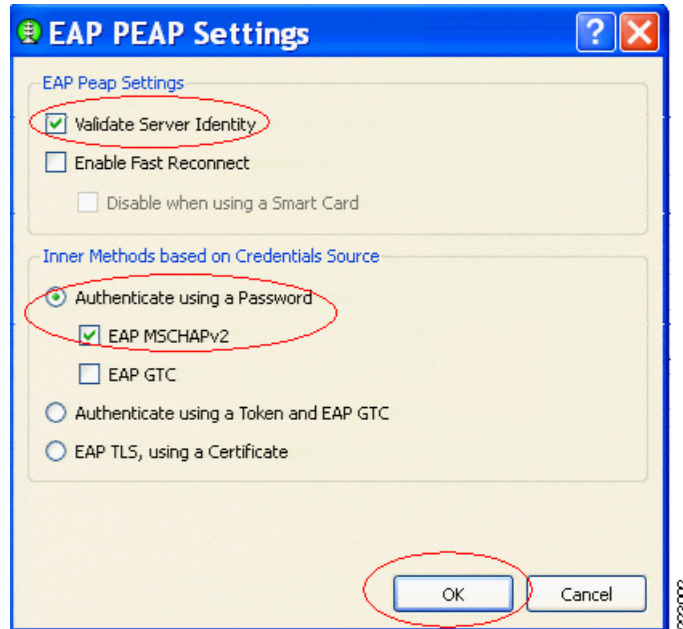 EAP PEAP Settings
?
EAP Peap Settings
Validate Server Identity
Enable Fast Reconnect
Disable when using a Smart Card
Inner Methods based on Credentials Source
Authenticate using a Password
EAP MSCHAPv2
EAP GTC
Authenticate using a Token and EAP GTC
EAP TLS, using a Certificate
OK
Cancel